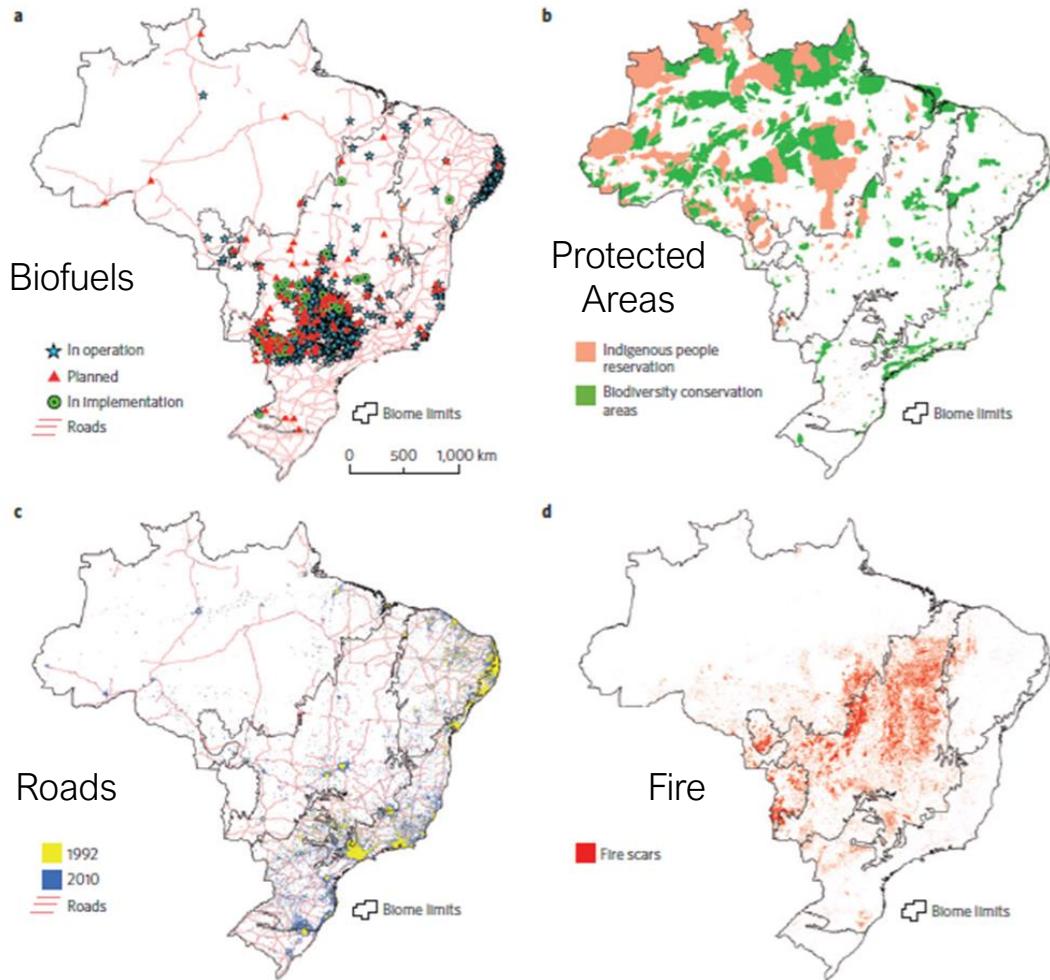 a
Biofuels
In operation
Planned
In implementation
Roads
Biome limits
0 500 1,000 km
b
Protected
Areas
Indigenous people
reservation
Biodiversity conservation
areas
Biome limits
c
Roads
1992
2010
Roads
Biome limits
d
Fire
Fire scars
Biome limits